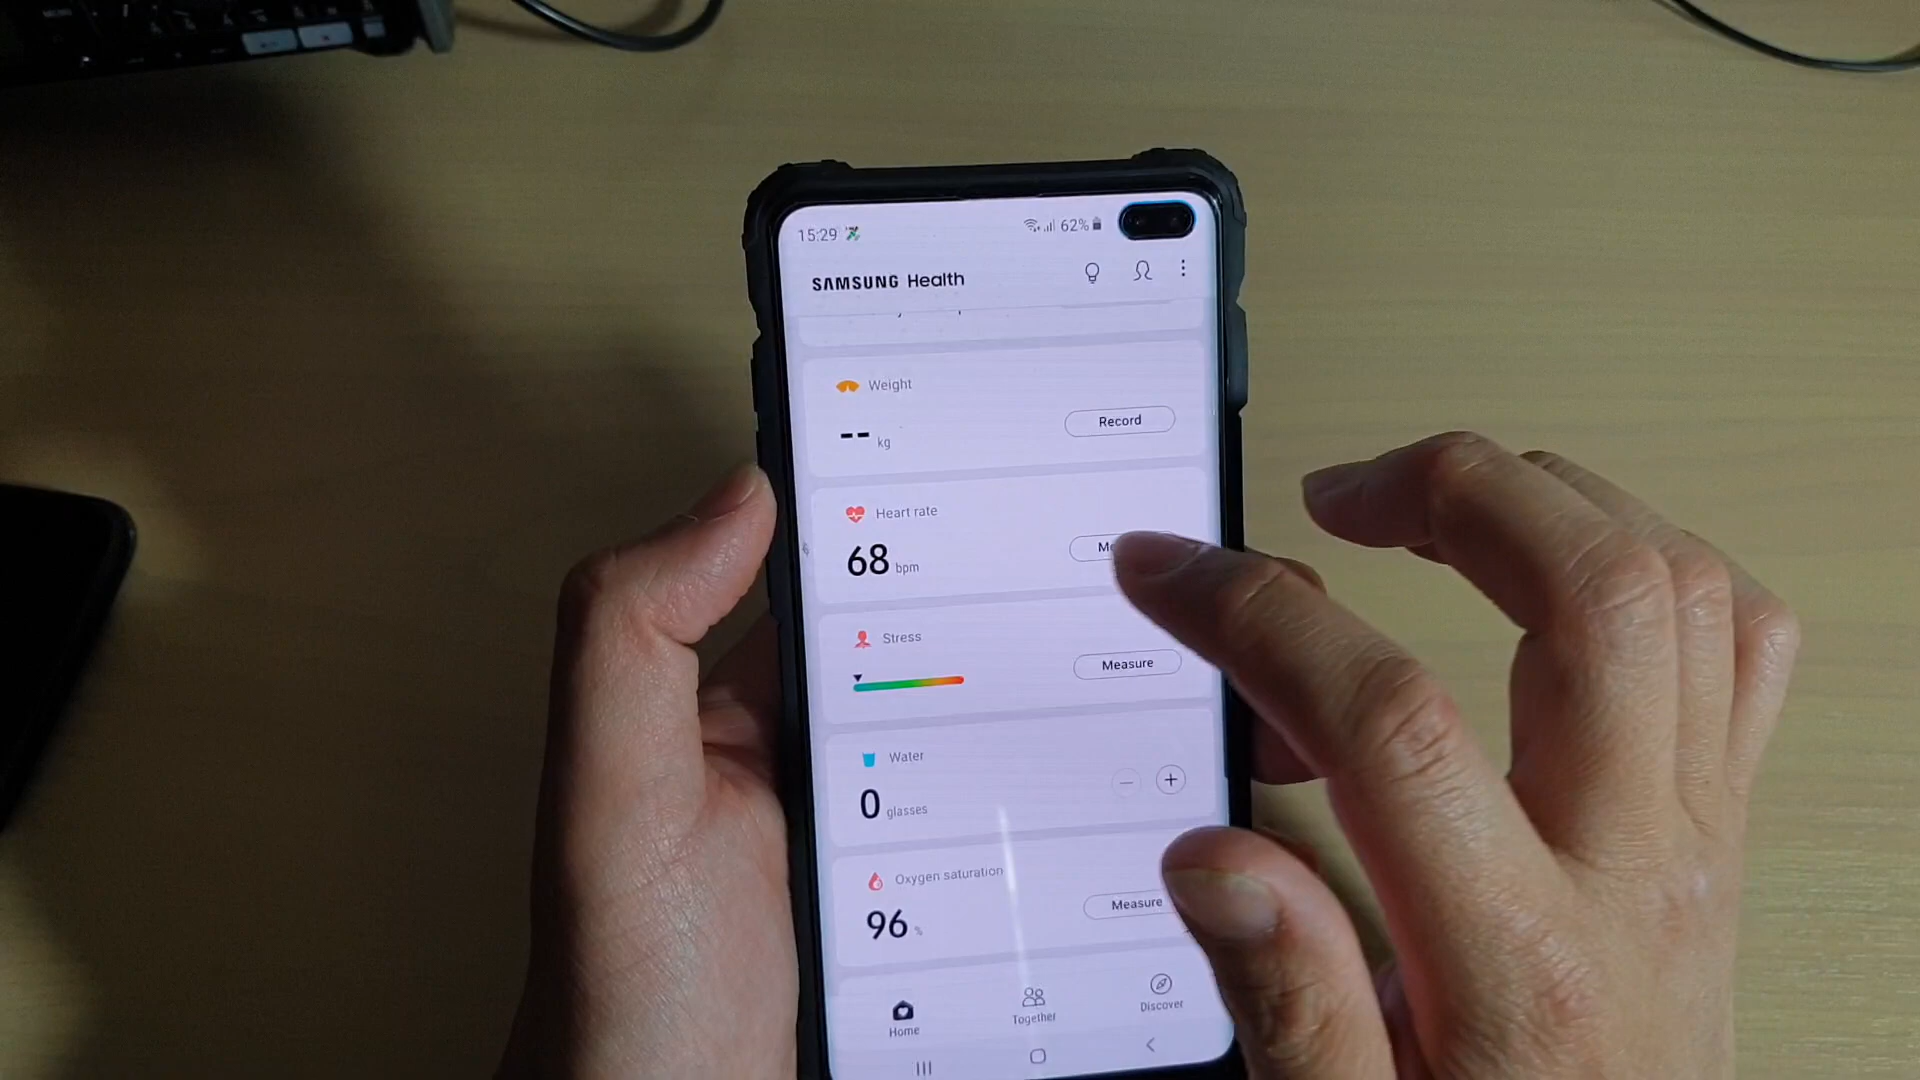 15:29
62%
SAMSUNG Health
Weight
-- kg
Record
Heart rate
68 bpm
Stress
Measure
Water
0 glasses
Oxygen saturation
96 %
Measure
Home
Together
Discover